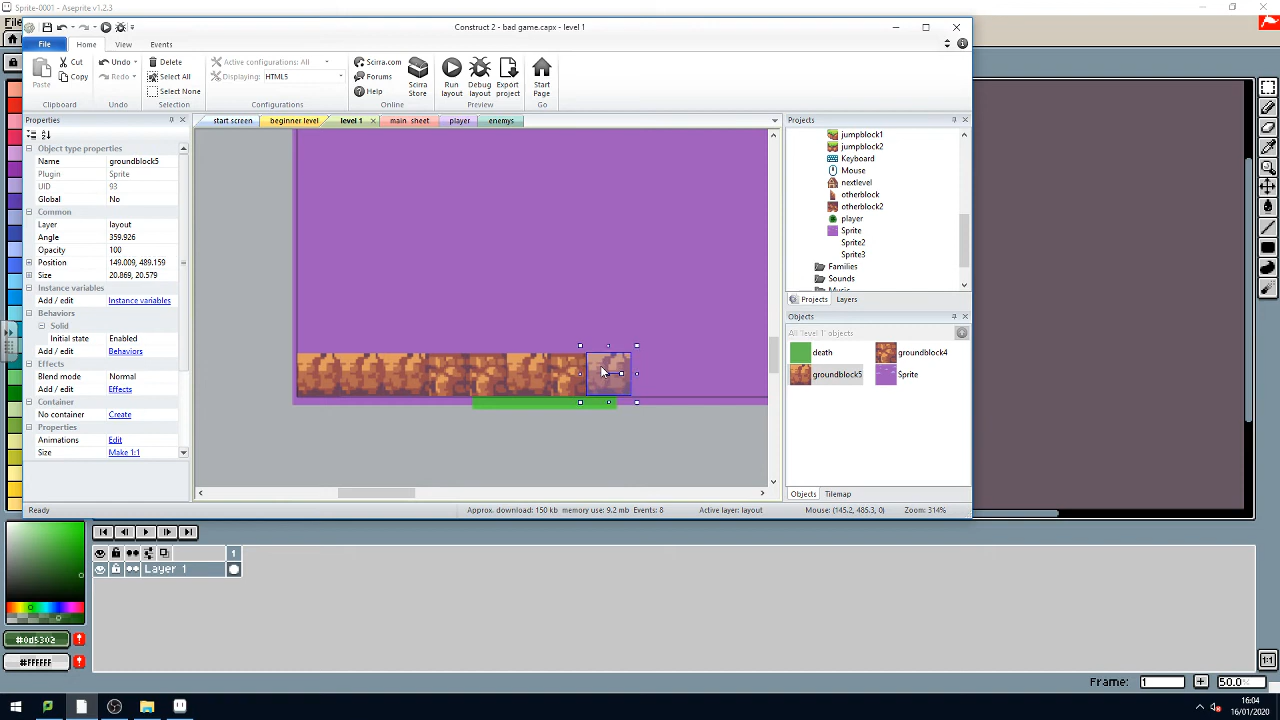 Sprite-0001 - Aseprite v1.2.3
Construct 2 - bad game.capx - level 1
File
Home
View
Events
Paste
Cut
Copy
Clipboard
Undo
Redo
Undo
Delete
Select All
Select None
Selection
Active configurations: All
Displaying:
HTML5
Configurations
Scirra.com
Forums
Help
Scirra Store
Online
Run layout
Debug layout
Export project
Preview
Start Page
Go
Properties
start screen
beginner level
level 1
main sheet
player
enemys
Projects
Object type properties
Name groundblock5
Plugin Sprite
UID 93
Global No
Common
Layer layout
Angle 359.926
Opacity 100
Position 149.009, 489.159
Size 20.869, 20.579
Instance variables
Add / edit Instance variables
Behaviors
Solid
Initial state Enabled
Add / edit Behaviors
Effects
Blend mode Normal
Add / edit Effects
Container
No container Create
Properties
Animations Edit
Size Make 1:1
jumpblock1
jumpblock2
Keyboard
Mouse
nextlevel
otherblock
otherblock2
player
Sprite
Sprite2
Sprite3
Families
Sounds
Music
Projects
Layers
Objects
All 'level 1' objects
death
groundblock4
groundblock5
Sprite
Objects
Tilemap
Ready
Approx. download: 150 kb
memory use: 9.2 mb
Events: 8
Active layer: layout
Mouse: (145.2, 485.3, 0)
Zoom: 314%
1
Layer 1
#0d5302
#FFFFFF
1:1
Frame:
1
50.0%
16:04
16/01/2020